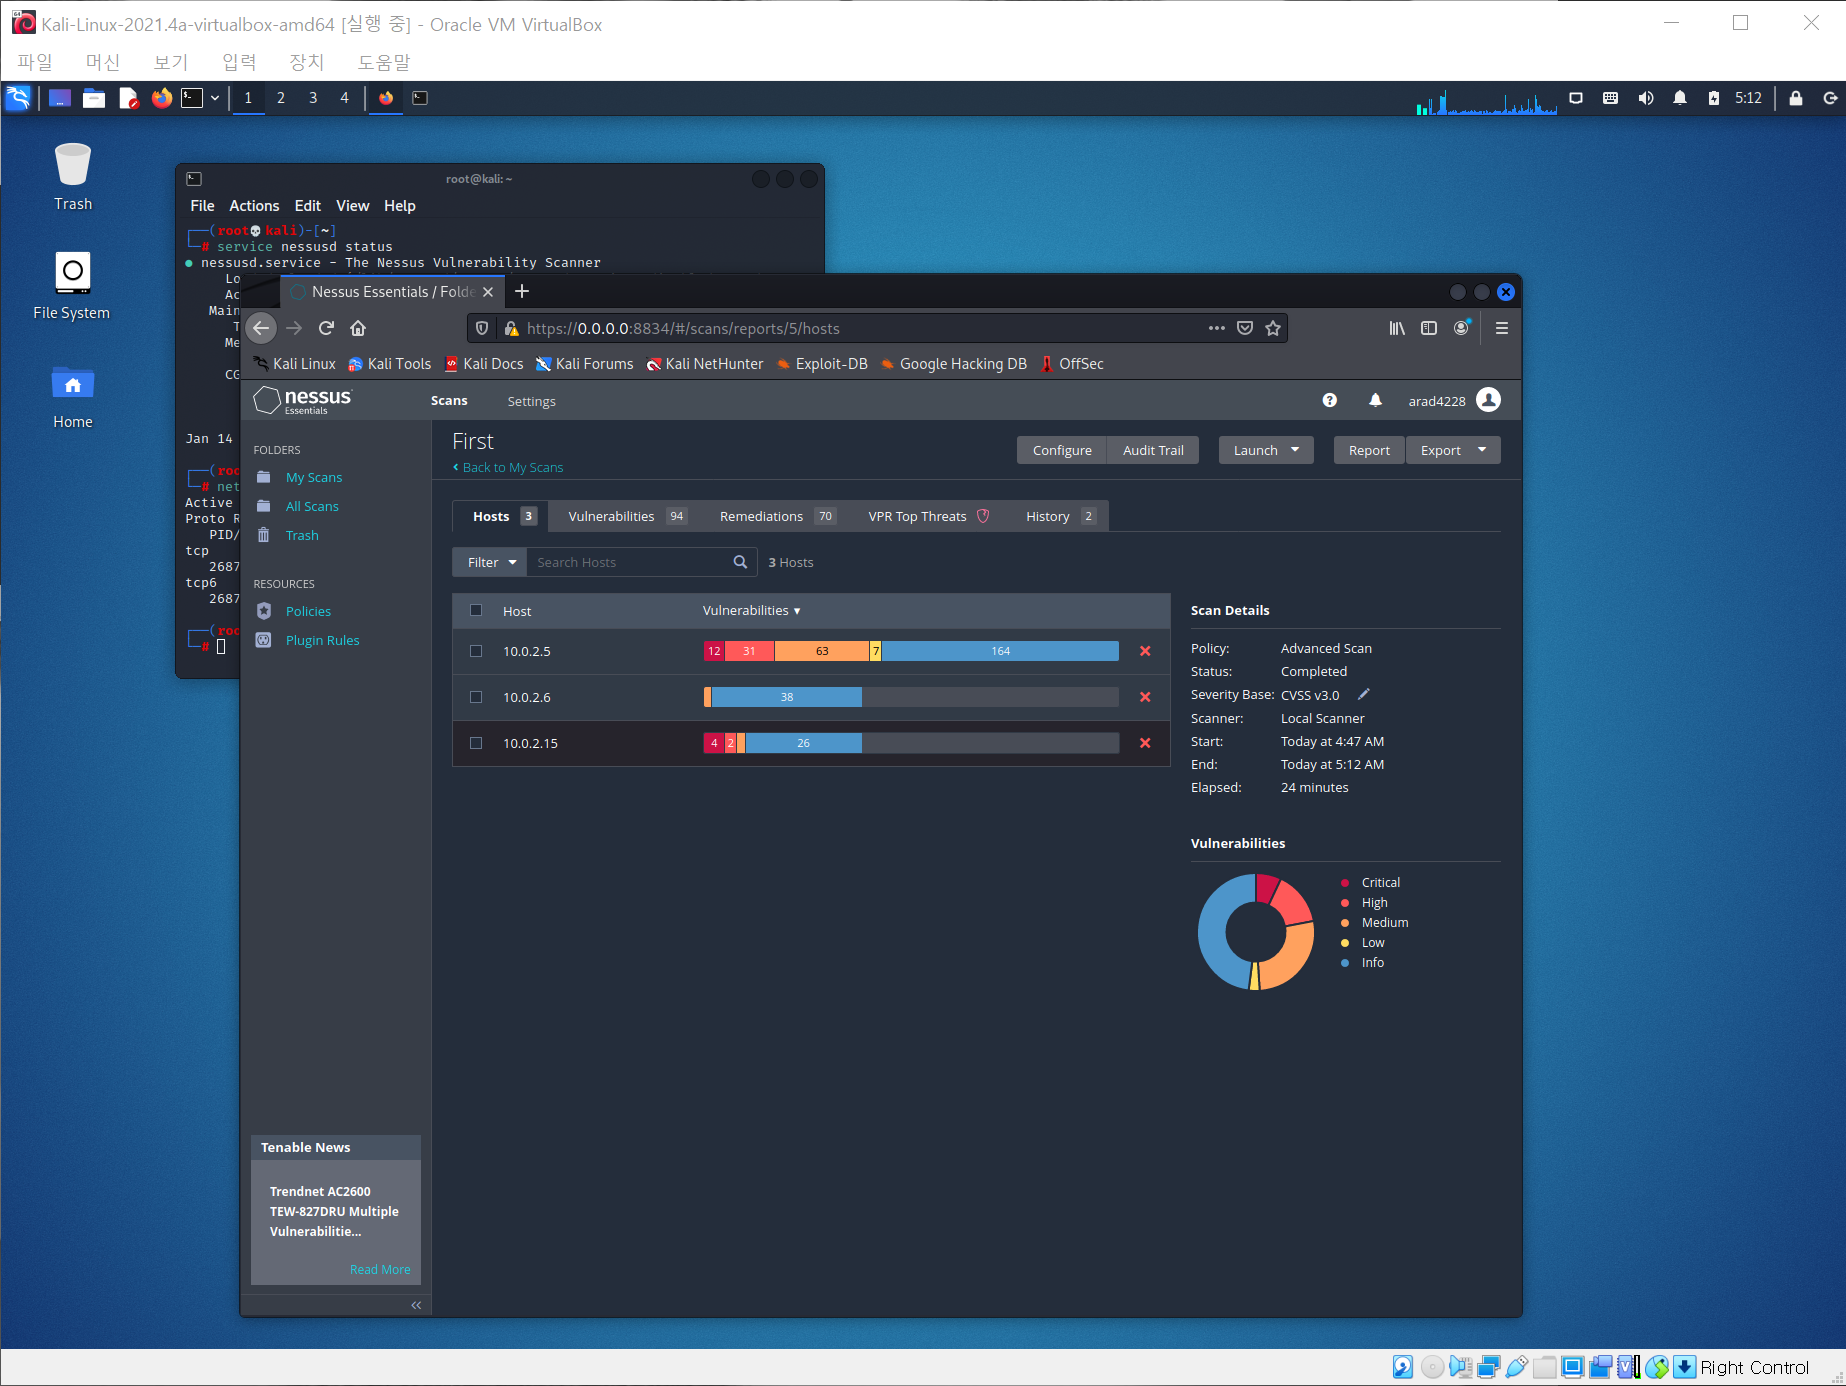 Kali-Linux-2021.4a-virtualbox-amd64 [실행 중] - Oracle VM VirtualBox
파일 머신 보기 입력 장치 도움말
1 2 3 4 5:12
Trash
File System
Home
root@kali: ~
File Actions Edit View Help
(root💀kali)-[~]
# service nessusd status
● nessusd.service - The Nessus Vulnerability Scanner
Lo
Ac
Main
T
Me
CG
Jan 14
(roo
# net
Active
Proto R
PID/
tcp
2687
tcp6
2687
(roo
#
Nessus Essentials / Folde
https://0.0.0.0:8834/#/scans/reports/5/hosts
Kali Linux Kali Tools Kali Docs Kali Forums Kali NetHunter Exploit-DB Google Hacking DB OffSec
nessus Essentials
Scans Settings
arad4228
FOLDERS
My Scans
All Scans
Trash
RESOURCES
Policies
Plugin Rules
Tenable News
Trendnet AC2600
TEW-827DRU Multiple
Vulnerabilitie...
Read More
First
Back to My Scans
Configure Audit Trail Launch Report Export
Hosts 3 Vulnerabilities 94 Remediations 70 VPR Top Threats History 2
Filter Search Hosts 3 Hosts
Host Vulnerabilities
10.0.2.5 12 31 63 7 164
10.0.2.6 38
10.0.2.15 4 2 26
Scan Details
Policy: Advanced Scan
Status: Completed
Severity Base: CVSS v3.0
Scanner: Local Scanner
Start: Today at 4:47 AM
End: Today at 5:12 AM
Elapsed: 24 minutes
Vulnerabilities
Critical
High
Medium
Low
Info
Right Control